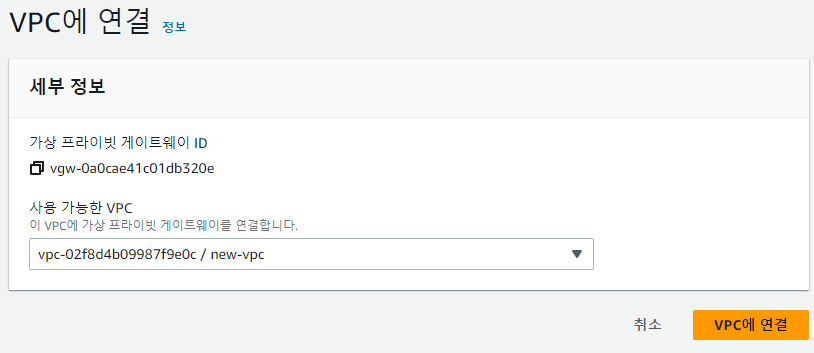 VPC에 연결 정보
세부 정보
가상 프라이빗 게이트웨이 ID
vgw-0a0cae41c01db320e
사용 가능한 VPC
이 VPC에 가상 프라이빗 게이트웨이를 연결합니다.
vpc-02f8d4b09987f9e0c / new-vpc
취소 VPC에 연결